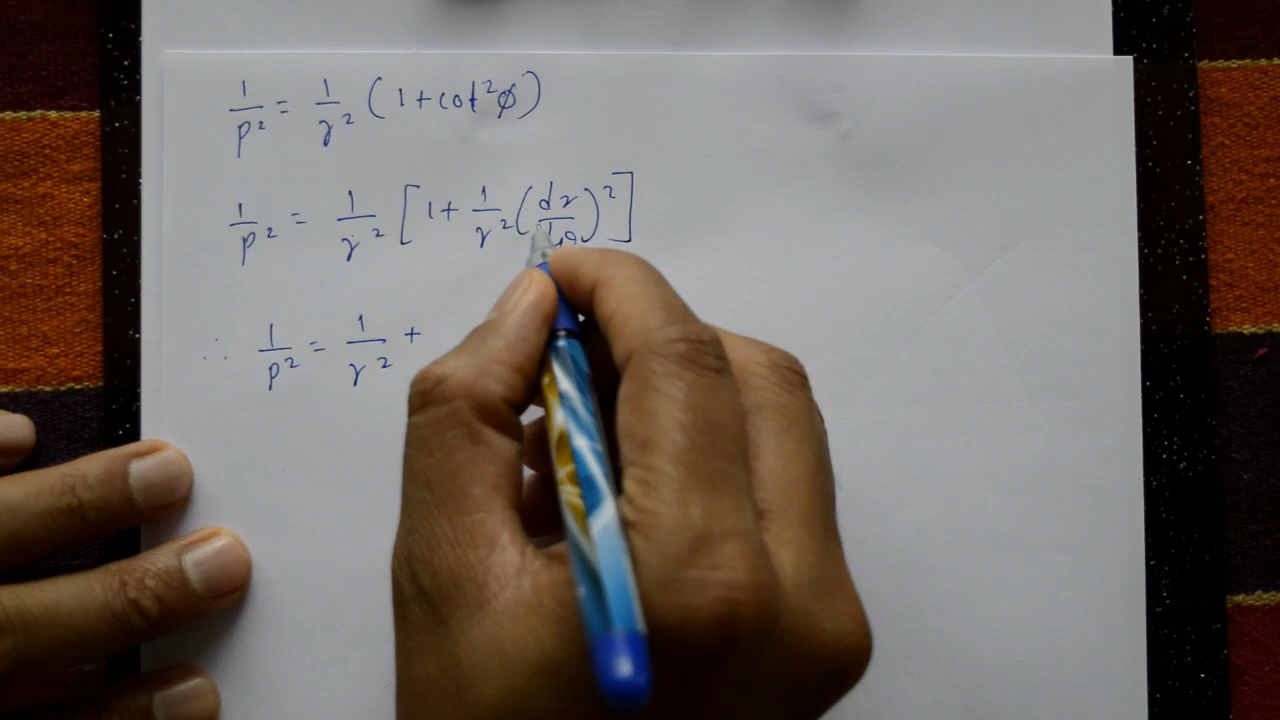 1/p² = 1/r² (1+cot²φ)
1/p² = 1/r² [1+ 1/r² (dr/dθ)²]
∴ 1/p² = 1/r² +